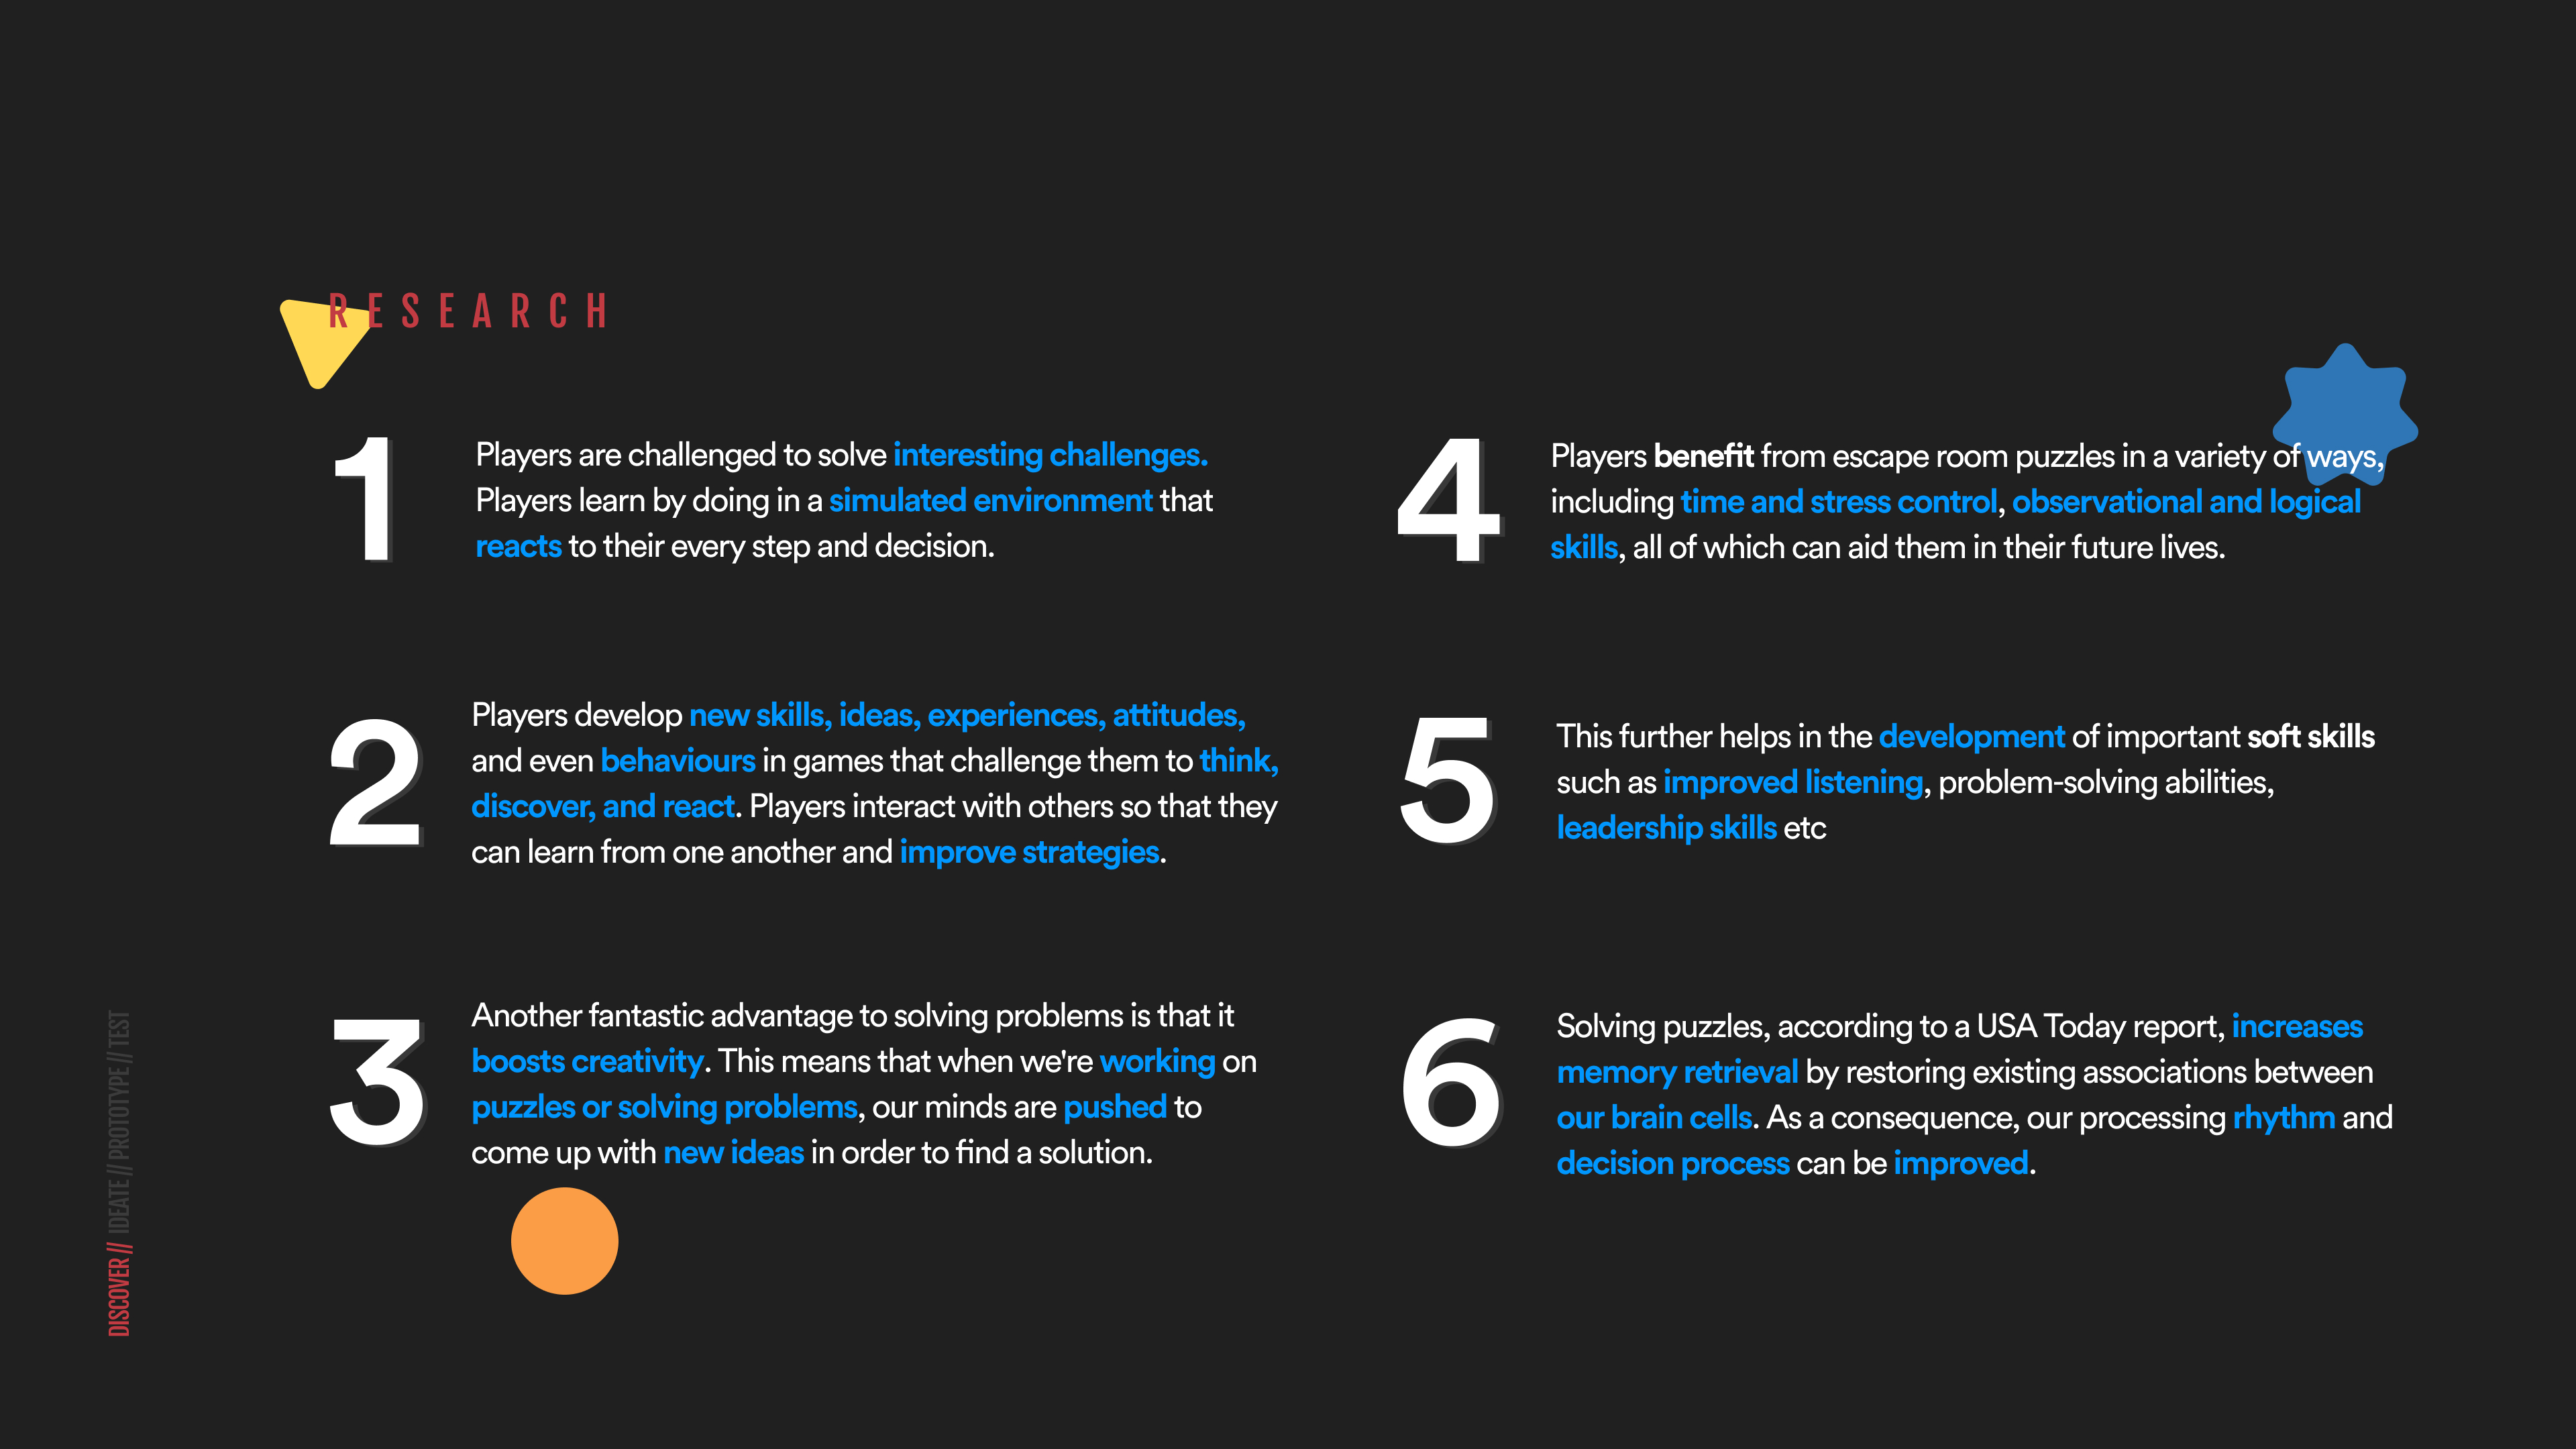 RESEARCH
1
Players are challenged to solve interesting challenges.
Players learn by doing in a simulated environment that
reacts to their every step and decision.
2
Players develop new skills, ideas, experiences, attitudes,
and even behaviours in games that challenge them to think,
discover, and react. Players interact with others so that they
can learn from one another and improve strategies.
3
Another fantastic advantage to solving problems is that it
boosts creativity. This means that when we're working on
puzzles or solving problems, our minds are pushed to
come up with new ideas in order to find a solution.
4
Players benefit from escape room puzzles in a variety of ways,
including time and stress control, observational and logical
skills, all of which can aid them in their future lives.
5
This further helps in the development of important soft skills
such as improved listening, problem-solving abilities,
leadership skills etc
6
Solving puzzles, according to a USA Today report, increases
memory retrieval by restoring existing associations between
our brain cells. As a consequence, our processing rhythm and
decision process can be improved.
DISCOVER // IDEATE // PROTOTYPE // TEST